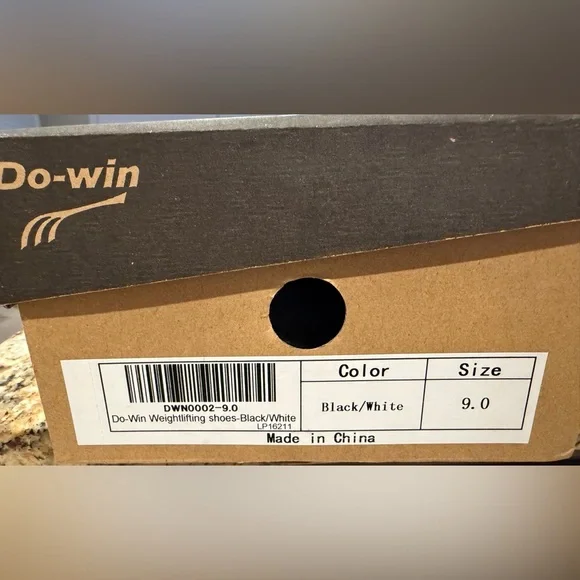 Do-win
DWN0002-9.0
Do-Win Weightlifting shoes-Black/White
LP16211
Color Size
Black/White 9.0
Made in China